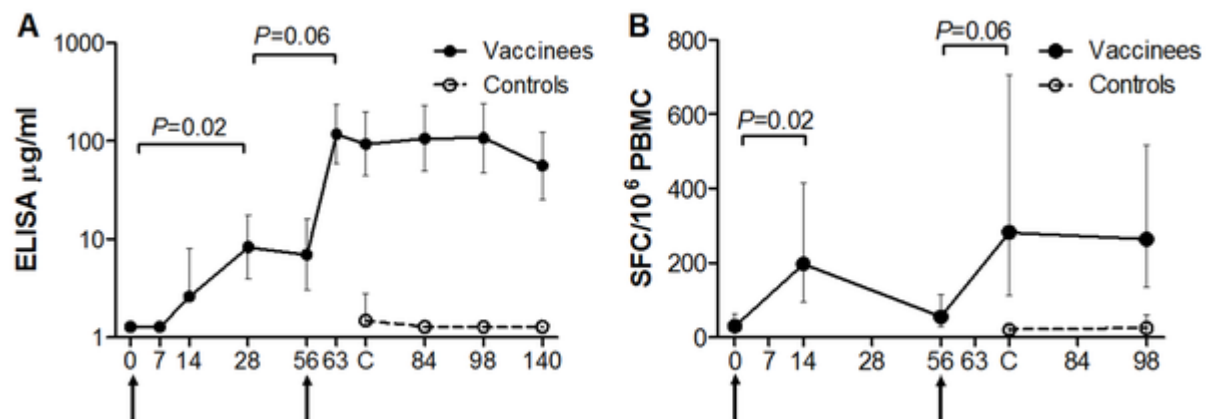 A
ELISA μg/ml
1000
100
10
1
P=0.02
P=0.06
Vaccinees
Controls
0 7 14 28 56 63 C 84 98 140
B
SFC/10⁶ PBMC
800
600
400
200
0
P=0.02
P=0.06
Vaccinees
Controls
0 7 14 28 56 63 C 84 98